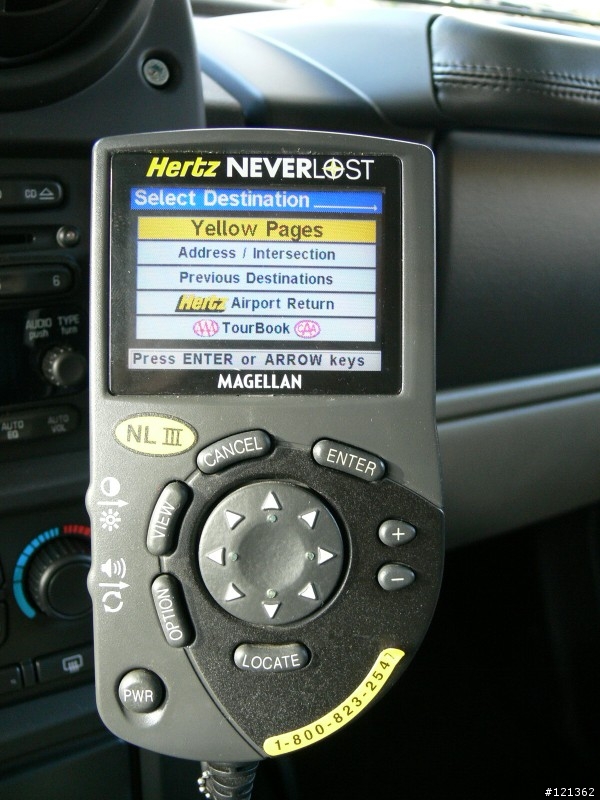 Hertz NEVERLOST
Select Destination
Yellow Pages
Address / Intersection
Previous Destinations
Hertz Airport Return
AAA TourBook CAA
Press ENTER or ARROW keys
MAGELLAN
NL III
CANCEL
ENTER
VIEW
+
−
OPTION
LOCATE
PWR
1-800-823-2547
CD
6
AUDIO TYPE
push turn
AUTO EQ
AUTO VOL
#121362